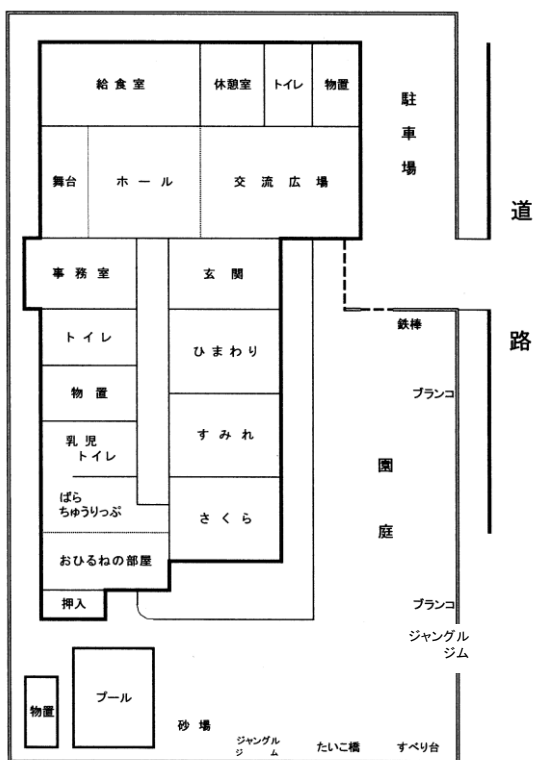 給食室
休憩室
トイレ
物置
駐車場
舞台
ホール
交流広場
道路
事務室
玄関
トイレ
ひまわり
鉄棒
物置
ブランコ
乳児
トイレ
すみれ
園庭
ばら
ちゅうりっぷ
さくら
おひるねの部屋
押入
ブランコ
ジャングル
ジム
物置
プール
砂場
ジャングル
ジム
たいこ橋
すべり台